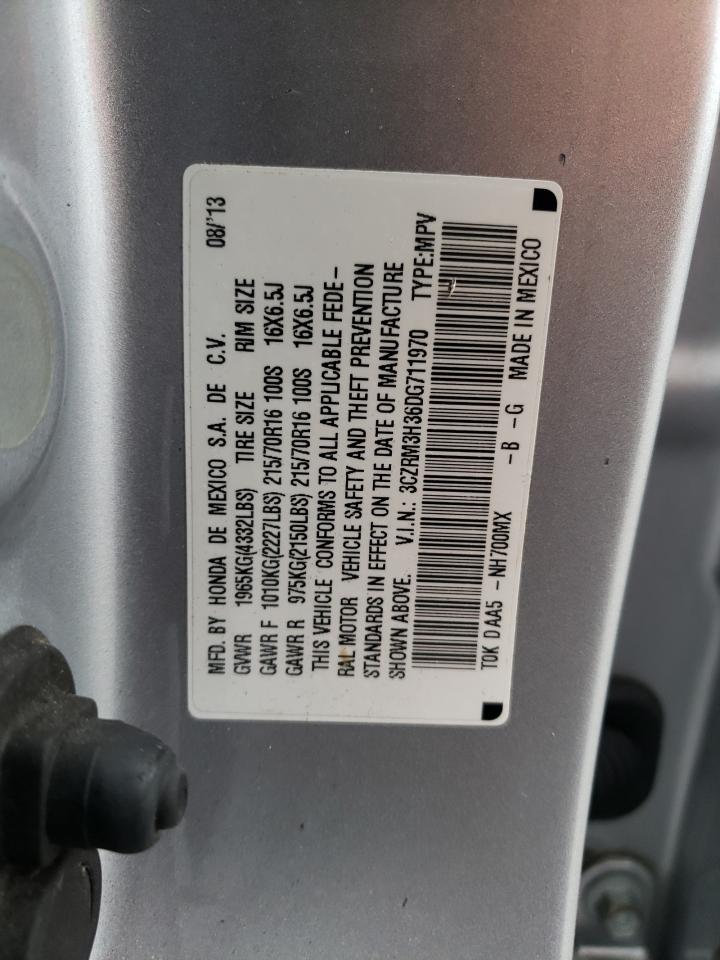 MFD. BY HONDA DE MEXICO S.A. DE C.V. 08/'13
GVWR 1965KG(4332LBS) TIRE SIZE RIM SIZE
GAWR F 1010KG(2227LBS) 215/70R16 100S 16X6.5J
GAWR R 975KG(2150LBS) 215/70R16 100S 16X6.5J
THIS VEHICLE CONFORMS TO ALL APPLICABLE FEDE-
RAL MOTOR VEHICLE SAFETY AND THEFT PREVENTION
STANDARDS IN EFFECT ON THE DATE OF MANUFACTURE
SHOWN ABOVE. V.I.N.: 3CZRM3H36DG711970 TYPE:MPV
T0K D AA5 -NH700MX -B -G MADE IN MEXICO